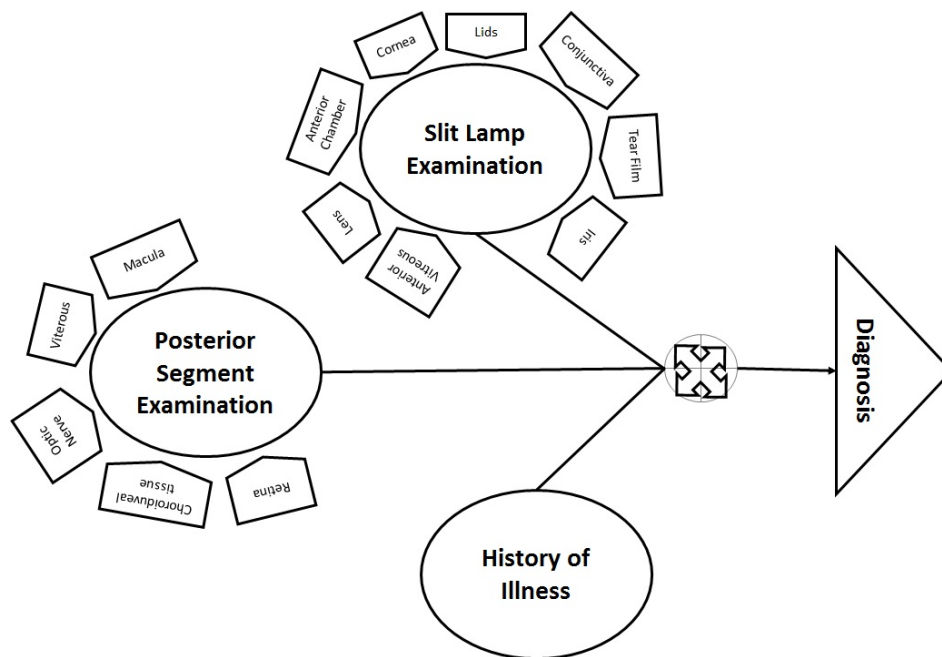 Lids
Cornea
Conjunctiva
Anterior
Chamber
Slit Lamp
Examination
Tear Film
Lens
Iris
Anterior
Vitreous
Macula
Viterous
Posterior
Segment
Examination
Optic
Nerve
Choroiduveal
tissue
Retina
Diagnosis
History of
Illness